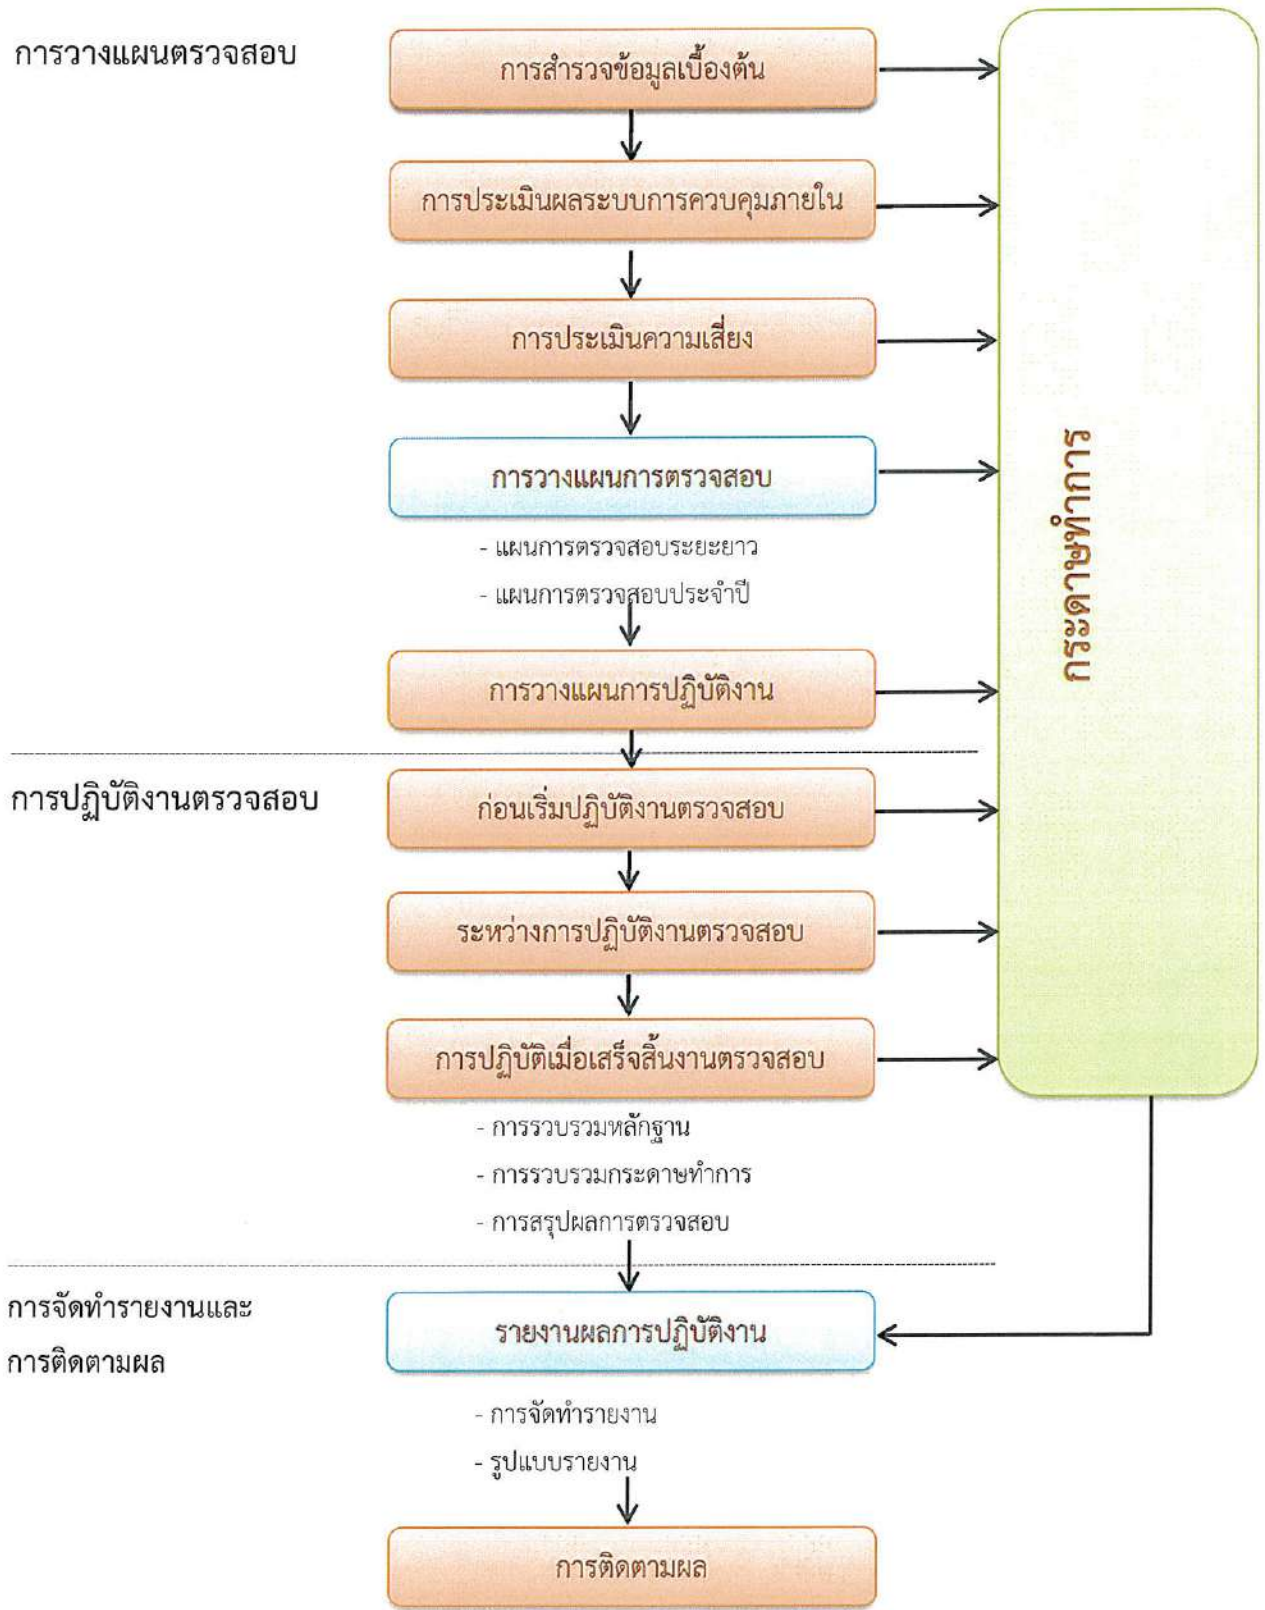 การวางแผนตรวจสอบ
การสำรวจข้อมูลเบื้องต้น
การประเมินผลระบบการควบคุมภายใน
การประเมินความเสี่ยง
การวางแผนการตรวจสอบ
- แผนการตรวจสอบระยะยาว
- แผนการตรวจสอบประจำปี
การวางแผนการปฏิบัติงาน
กระดาษทำการ
การปฏิบัติงานตรวจสอบ
ก่อนเริ่มปฏิบัติงานตรวจสอบ
ระหว่างการปฏิบัติงานตรวจสอบ
การปฏิบัติเมื่อเสร็จสิ้นงานตรวจสอบ
- การรวบรวมหลักฐาน
- การรวบรวมกระดาษทำการ
- การสรุปผลการตรวจสอบ
การจัดทำรายงานและ
การติดตามผล
รายงานผลการปฏิบัติงาน
- การจัดทำรายงาน
- รูปแบบรายงาน
การติดตามผล